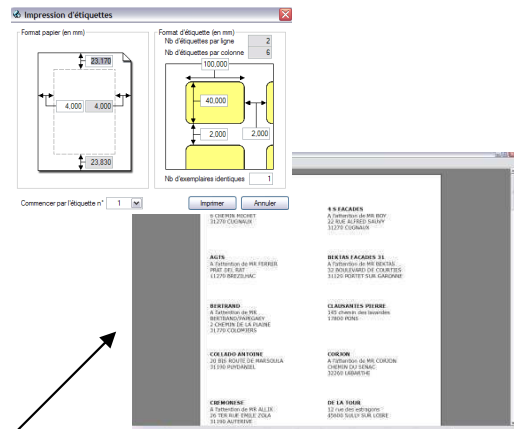 Impression d'étiquettes
Format papier (en mm)
23,170
4,000
4,000
23,830
Format d'étiquette (en mm)
Nb d'étiquettes par ligne 2
Nb d'étiquettes par colonne 6
100,000
40,000
2,000
2,000
Nb d'exemplaires identiques 1
Commencer par l'étiquette n° 1
Imprimer
Annuler
6 CHEMIN MICHET
31270 CUGNAUX
4 S FACADES
A l'attention de MR BOY
22 RUE ALFRED SAUVY
31270 CUGNAUX
AGTS
A l'attention de MR FERRER
PRAT DEL RAT
11270 BREZILHAC
BEKTAS FACADES 31
A l'attention de MR BEKTAS
32 BOULEVARD DE COURTIES
31120 PORTET SUR GARONNE
BERTRAND
A l'attention de MR
BERTRAND/PAPEGAEY
2 CHEMIN DE LA PLAINE
31770 COLOMIERS
CLAUSANTES PIERRE
17800 PONS
COLLADO ANTOINE
20 BIS ROUTE DE MARSOULA
31190 PUYDANIEL
CORJON
A l'attention de MR CORJON
CHEMIN DU SENAC
32260 LABARTHE
CREMONESE
A l'attention de MR ALLIX
26 TER RUE EMILE ZOLA
31190 AUTERIVE
DE LA TOUR
12 rue des estragons
45600 SULLY SUR LOIRE